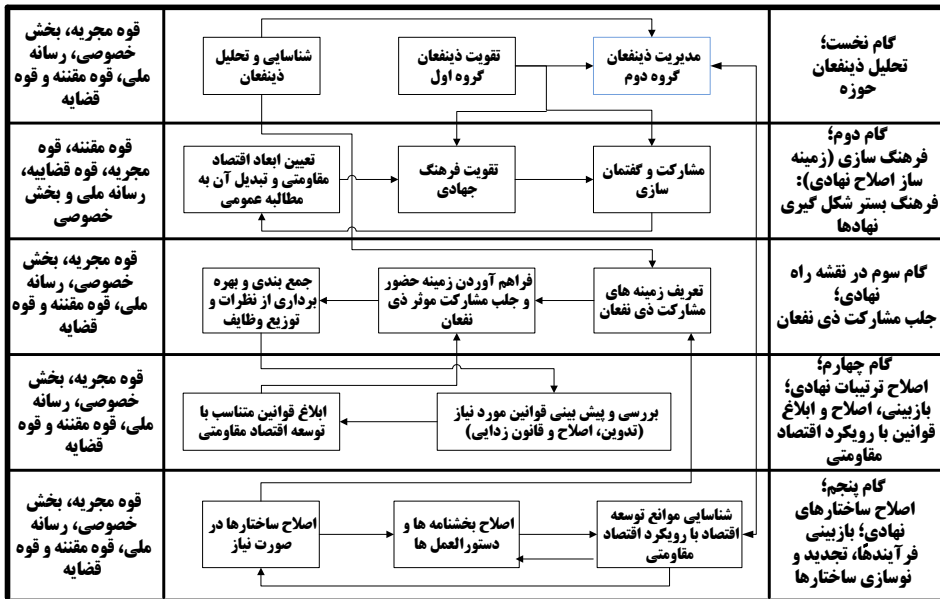 گام نخست؛
تحلیل ذینفعان
حوزه
مدیریت ذینفعان
گروه دوم
تقویت ذینفعان
گروه اول
شناسایی و تحلیل
ذینفعان
قوه مجریه، بخش
خصوصی، رسانه
ملی، قوه مقننه و قوه
قضایه
گام دوم؛
فرهنگ سازی (زمینه
ساز اصلاح نهادی):
فرهنگ بستر شکل گیری
نهادها
مشارکت و گفتمان
سازی
تقویت فرهنگ
جهادی
تعیین ابعاد اقتصاد
مقاومتی و تبدیل آن به
مطالبه عمومی
قوه مقننه، قوه
مجریه، قوه قضاییه،
رسانه ملی و بخش
خصوصی
گام سوم در نقشه راه
نهادی؛
جلب مشارکت ذی نفعان
تعریف زمینه های
مشارکت ذی نفعان
فراهم آوردن زمینه حضور
و جلب مشارکت موثر ذی
نفعان
جمع بندی و بهره
برداری از نظرات و
توزیع وظایف
قوه مجریه، بخش
خصوصی، رسانه
ملی، قوه مقننه و قوه
قضایه
گام چهارم؛
اصلاح ترتیبات نهادی؛
بازبینی، اصلاح و ابلاغ
قوانین با رویکرد اقتصاد
مقاومتی
بررسی و پیش بینی قوانین مورد نیاز
(تدوین، اصلاح و قانون زدایی)
ابلاغ قوانین متناسب با
توسعه اقتصاد مقاومتی
قوه مجریه، بخش
خصوصی، رسانه
ملی، قوه مقننه و قوه
قضایه
گام پنجم؛
اصلاح ساختارهای
نهادی؛ بازبینی
فرآیندها، تجدید و
نوسازی ساختارها
شناسایی موانع توسعه
اقتصاد با رویکرد اقتصاد
مقاومتی
اصلاح بخشنامه ها و
دستورالعمل ها
اصلاح ساختارها در
صورت نیاز
قوه مجریه، بخش
خصوصی، رسانه
ملی، قوه مقننه و قوه
قضایه